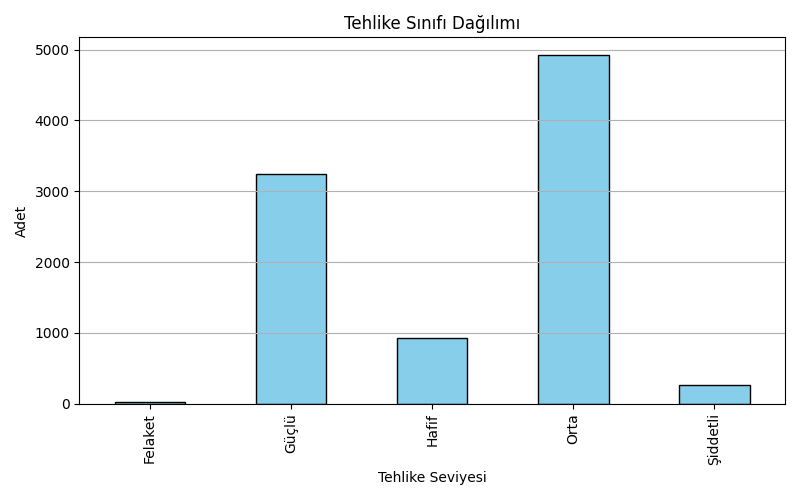 Tehlike Sınıfı Dağılımı
5000
4000
3000
2000
1000
0
Adet
Felaket
Güçlü
Hafif
Orta
Şiddetli
Tehlike Seviyesi